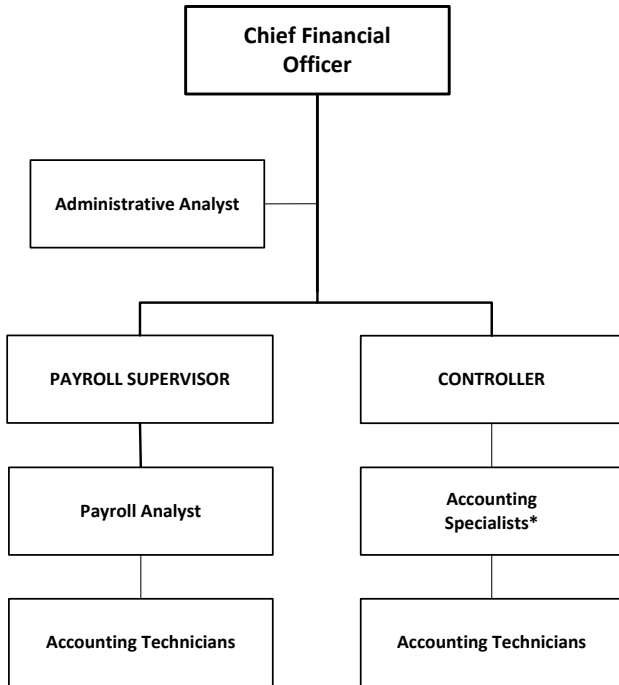 Chief Financial
Officer
Administrative Analyst
PAYROLL SUPERVISOR
CONTROLLER
Payroll Analyst
Accounting
Specialists*
Accounting Technicians
Accounting Technicians